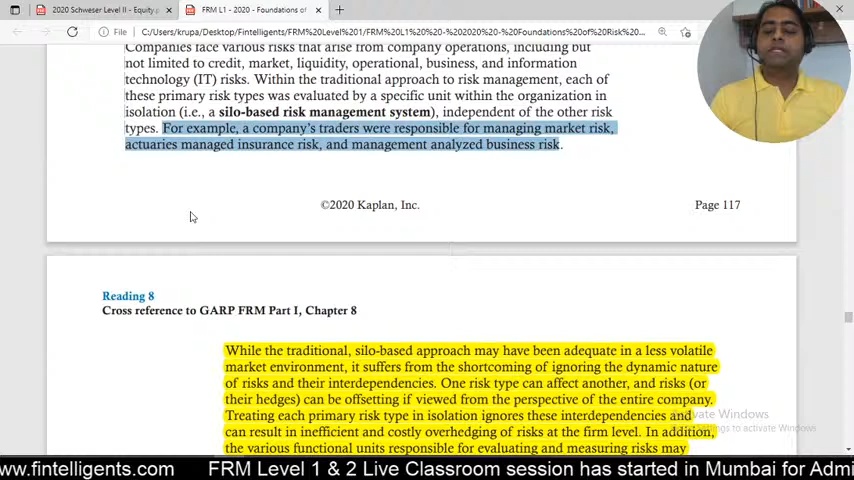 2020 Schweser Level II - Equity.p
FRM L1 - 2020 - Foundations of
File
C:/Users/krupa/Desktop/Fintelligents/FRM%20Level%201/FRM%20L1%20-%202020%20-%20Foundations%20of%20Risk%20...
Companies face various risks that arise from company operations, including but
not limited to credit, market, liquidity, operational, business, and information
technology (IT) risks. Within the traditional approach to risk management, each of
these primary risk types was evaluated by a specific unit within the organization in
isolation (i.e., a silo-based risk management system), independent of the other risk
types. For example, a company's traders were responsible for managing market risk,
actuaries managed insurance risk, and management analyzed business risk.
©2020 Kaplan, Inc.
Page 117
Reading 8
Cross reference to GARP FRM Part I, Chapter 8
While the traditional, silo-based approach may have been adequate in a less volatile
market environment, it suffers from the shortcoming of ignoring the dynamic nature
of risks and their interdependencies. One risk type can affect another, and risks (or
their hedges) can be offsetting if viewed from the perspective of the entire company.
Treating each primary risk type in isolation ignores these interdependencies and
can result in inefficient and costly overhedging of risks at the firm level. In addition,
the various functional units responsible for evaluating and measuring risks may
Activate Windows
settings to activate Windows.
www.fintelligents.com FRM Level 1 & 2 Live Classroom session has started in Mumbai for Admi